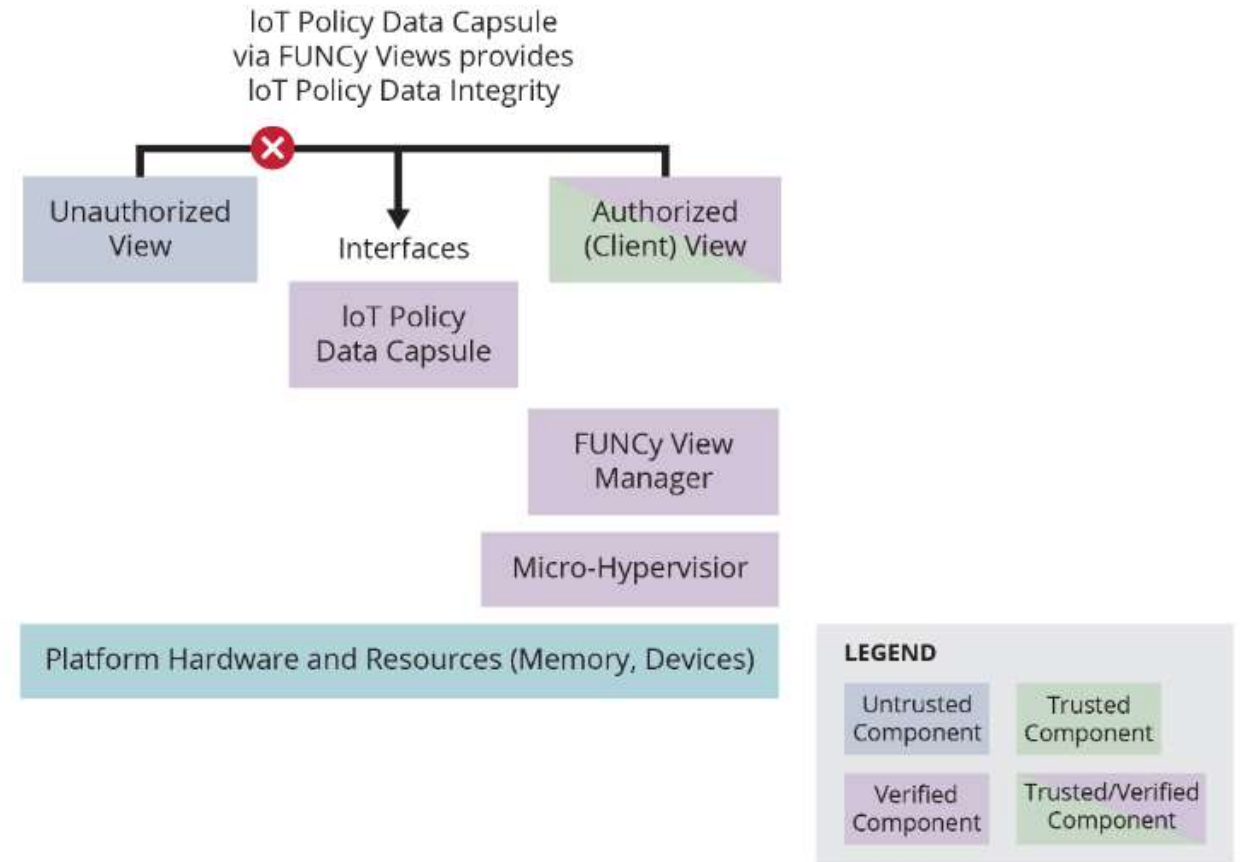 IoT Policy Data Capsule
via FUNCy Views provides
IoT Policy Data Integrity
Unauthorized
View
Interfaces
Authorized
(Client) View
IoT Policy
Data Capsule
FUNCy View
Manager
Micro-Hypervisior
Platform Hardware and Resources (Memory, Devices)
LEGEND
Untrusted
Component
Trusted
Component
Verified
Component
Trusted/Verified
Component